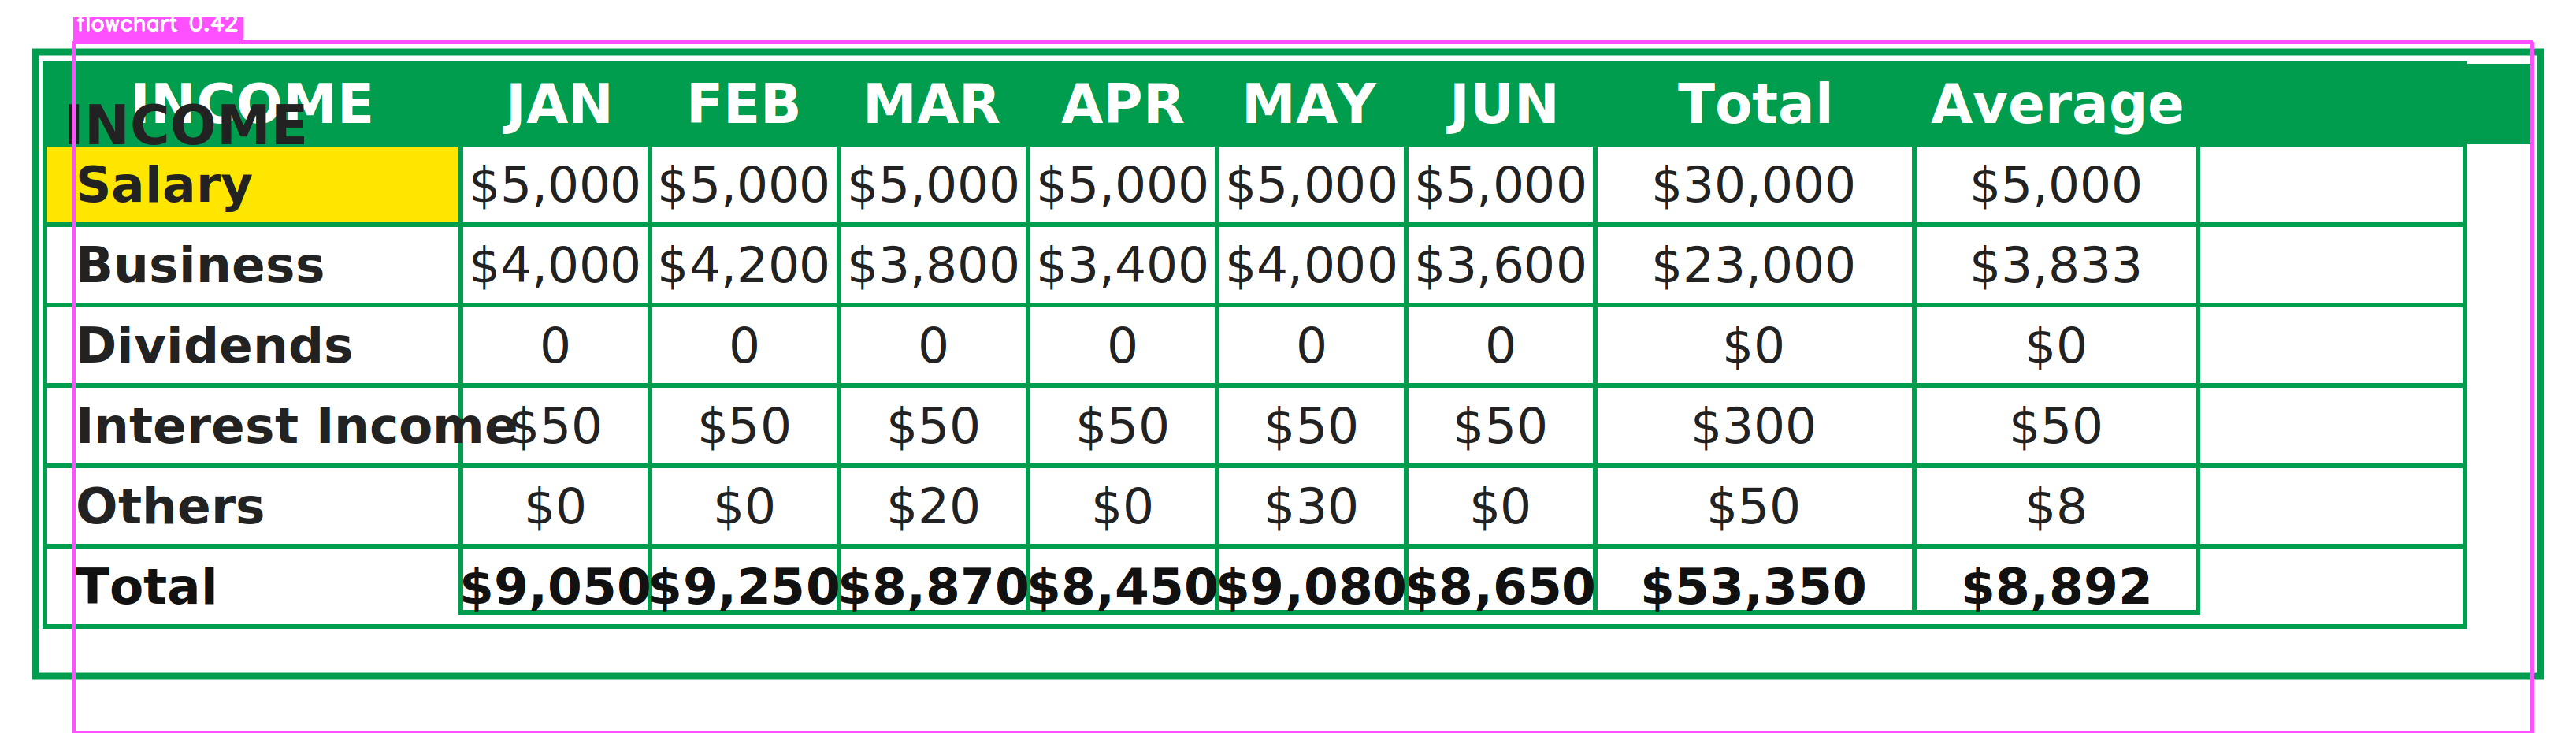 flowchart 0.42
INCOME JAN FEB MAR APR MAY JUN Total Average
INCOME
Salary $5,000 $5,000 $5,000 $5,000 $5,000 $5,000 $30,000 $5,000
Business $4,000 $4,200 $3,800 $3,400 $4,000 $3,600 $23,000 $3,833
Dividends 0 0 0 0 0 0 $0 $0
Interest Income $50 $50 $50 $50 $50 $50 $300 $50
Others $0 $0 $20 $0 $30 $0 $50 $8
Total $9,050 $9,250 $8,870 $8,450 $9,080 $8,650 $53,350 $8,892